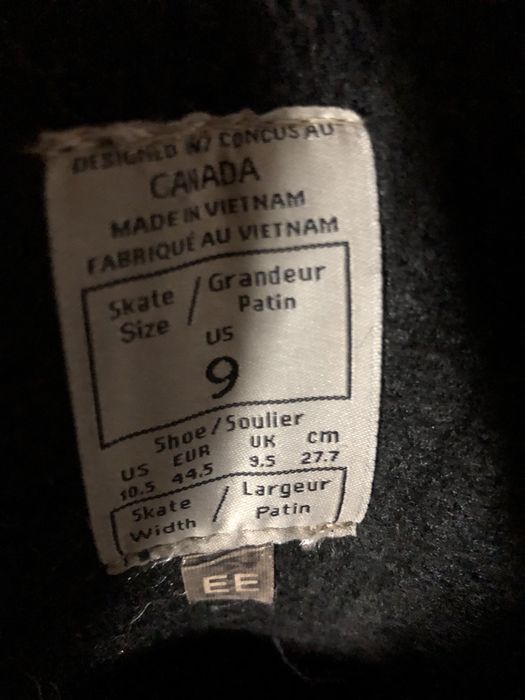 DESIGNED IN / CONCUS AU
CANADA
MADE IN VIETNAM
FABRIQUÉ AU VIETNAM
Skate Size / Grandeur Patin
US
9
Shoe/Soulier
US EUR UK cm
10.5 44.5 9.5 27.7
Skate Width / Largeur Patin
EE